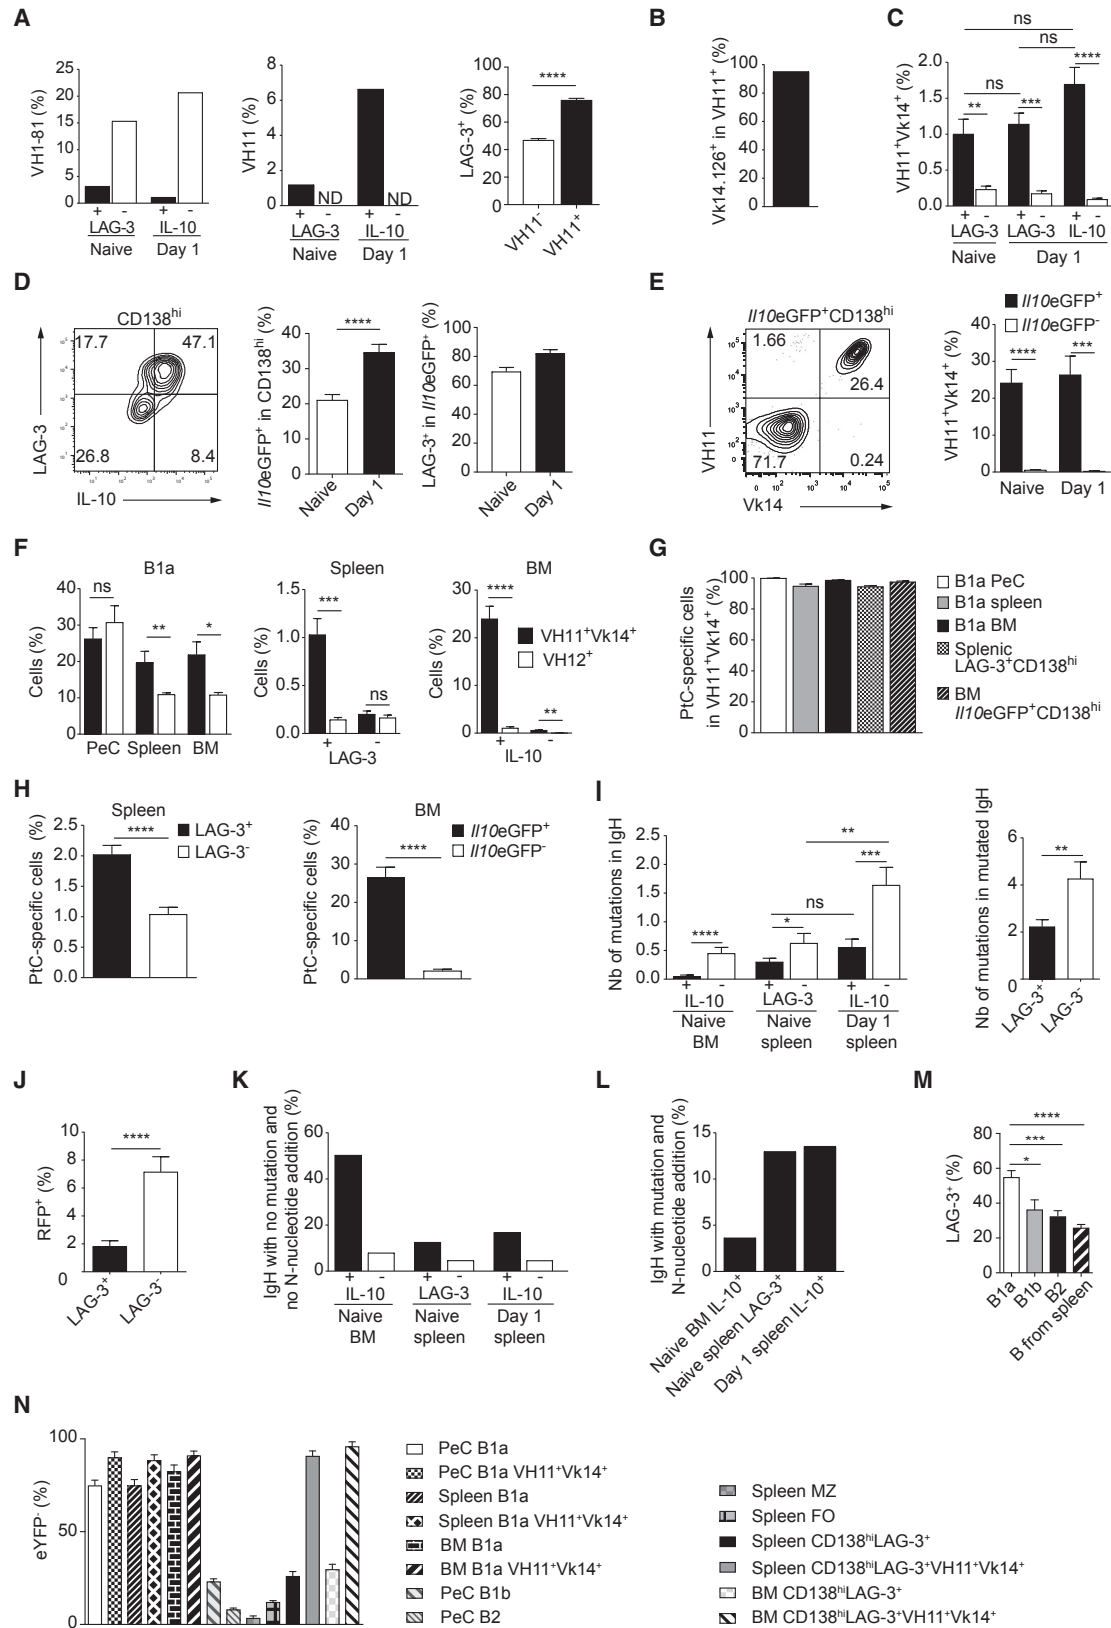 A
VH1-81 (%)
25
20
15
10
5
0
+ - + -
LAG-3 IL-10
Naive Day 1
VH11 (%)
8
6
4
2
0
ND ND
+ - + -
LAG-3 IL-10
Naive Day 1
LAG-3⁺ (%)
100
80
60
40
20
0
****
VH11⁻ VH11⁺
B
Vk14.126⁺ in VH11⁺ (%)
100
80
60
40
20
0
C
VH11⁺Vk14⁺ (%)
2.0
1.5
1.0
0.5
0.0
ns
ns
ns
** *** ****
+ - + - + -
LAG-3 LAG-3 IL-10
Naive Day 1
D
CD138ʰⁱ
17.7 47.1
26.8 8.4
LAG-3
IL-10
Il10eGFP⁺ in CD138ʰⁱ (%)
40
30
20
10
0
****
Naive Day 1
LAG-3⁺ in Il10eGFP⁺ (%)
100
80
60
40
20
0
Naive Day 1
E
Il10eGFP⁺CD138ʰⁱ
1.66
26.4
71.7 0.24
10⁵
10⁴
10³
10²
0
0 10² 10³ 10⁴ 10⁵
VH11
Vk14
Il10eGFP⁺
Il10eGFP⁻
VH11⁺Vk14⁺ (%)
40
30
20
10
0
**** ***
Naive Day 1
F
B1a
Cells (%)
40
30
20
10
0
ns ** *
PeC Spleen BM
Spleen
Cells (%)
1.5
1.0
0.5
0.0
*** ns
+ -
LAG-3
BM
Cells (%)
30
20
10
0
**** **
+ -
IL-10
VH11⁺Vk14⁺
VH12⁺
G
PtC-specific cells
in VH11⁺Vk14⁺ (%)
100
80
60
40
20
0
B1a PeC
B1a spleen
B1a BM
Splenic
LAG-3⁺CD138ʰⁱ
BM
Il10eGFP⁺CD138ʰⁱ
H
Spleen
PtC-specific cells (%)
2.5
2.0
1.5
1.0
0.5
0.0
****
LAG-3⁺
LAG-3⁻
BM
PtC-specific cells (%)
40
30
20
10
0
****
Il10eGFP⁺
Il10eGFP⁻
I
Nb of mutations in IgH
2.5
2.0
1.5
1.0
0.5
0.0
**
***
ns
****
*
+ - + - + -
IL-10 LAG-3 IL-10
Naive Naive Day 1
BM spleen spleen
Nb of mutations in mutated IgH
6
4
2
0
**
LAG-3⁺ LAG-3⁻
J
RFP⁺ (%)
10
8
6
4
2
0
****
LAG-3⁺ LAG-3⁻
K
IgH with no mutation and
no N-nucleotide addition (%)
60
40
20
0
+ - + - + -
IL-10 LAG-3 IL-10
Naive Naive Day 1
BM spleen spleen
L
IgH with mutation and
N-nucleotide addition (%)
15
10
5
0
Naive BM IL-10⁺
Naive spleen LAG-3⁺
Day 1 spleen IL-10⁺
M
LAG-3⁺ (%)
80
60
40
20
0
****
***
*
B1a
B1b
B2
B from spleen
N
eYFP⁻ (%)
100
50
0
PeC B1a
PeC B1a VH11⁺Vk14⁺
Spleen B1a
Spleen B1a VH11⁺Vk14⁺
BM B1a
BM B1a VH11⁺Vk14⁺
PeC B1b
PeC B2
Spleen MZ
Spleen FO
Spleen CD138ʰⁱLAG-3⁺
Spleen CD138ʰⁱLAG-3⁺VH11⁺Vk14⁺
BM CD138ʰⁱLAG-3⁺
BM CD138ʰⁱLAG-3⁺VH11⁺Vk14⁺